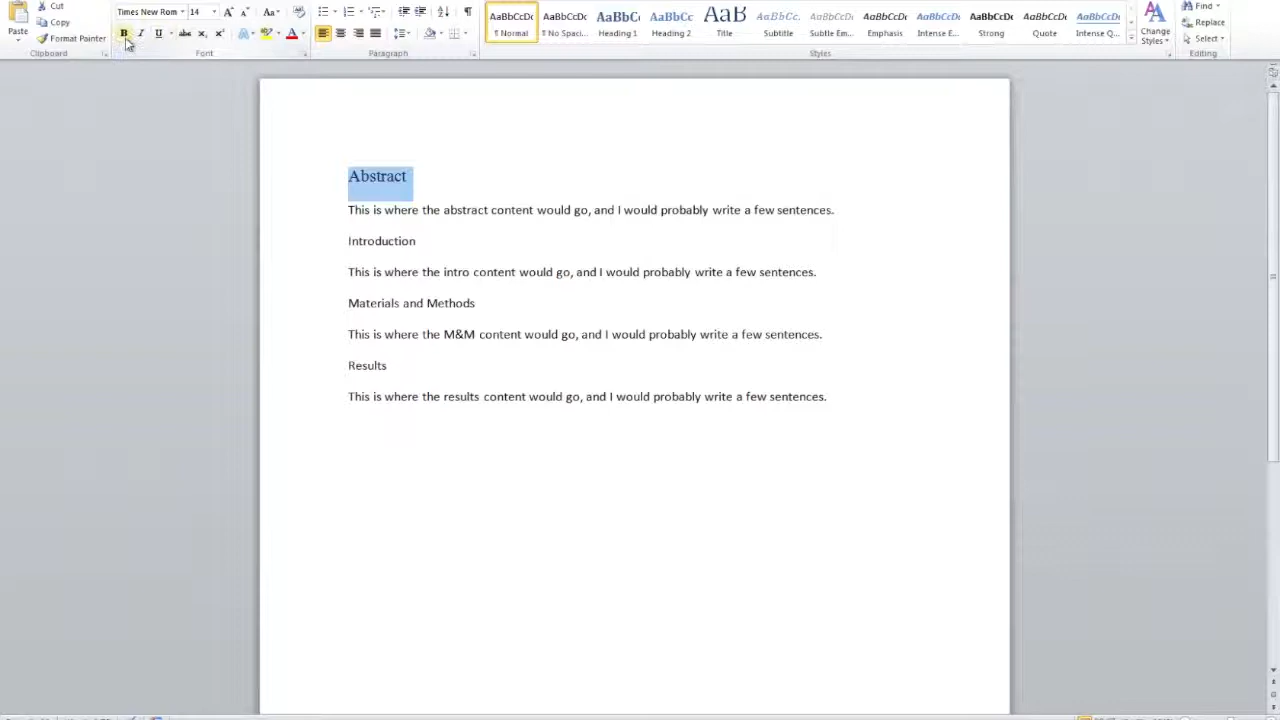 Cut
Copy
Paste
Format Painter
Clipboard
Times New Rom
14
Aa
B
I
U
abc
Font
Paragraph
AaBbCcDc
¶ Normal
AaBbCcDc
¶ No Spaci...
AaBbC
Heading 1
AaBbCc
Heading 2
AaB
Title
AaBbCc.
Subtitle
AaBbCcDc
Subtle Em...
AaBbCcDc
Emphasis
AaBbCcDc
Intense E...
AaBbCcDc
Strong
AaBbCcDc
Quote
AaBbCcDc
Intense Q...
Styles
Change
Styles
Find
Replace
Select
Editing
Abstract
This is where the abstract content would go, and I would probably write a few sentences.
Introduction
This is where the intro content would go, and I would probably write a few sentences.
Materials and Methods
This is where the M&M content would go, and I would probably write a few sentences.
Results
This is where the results content would go, and I would probably write a few sentences.